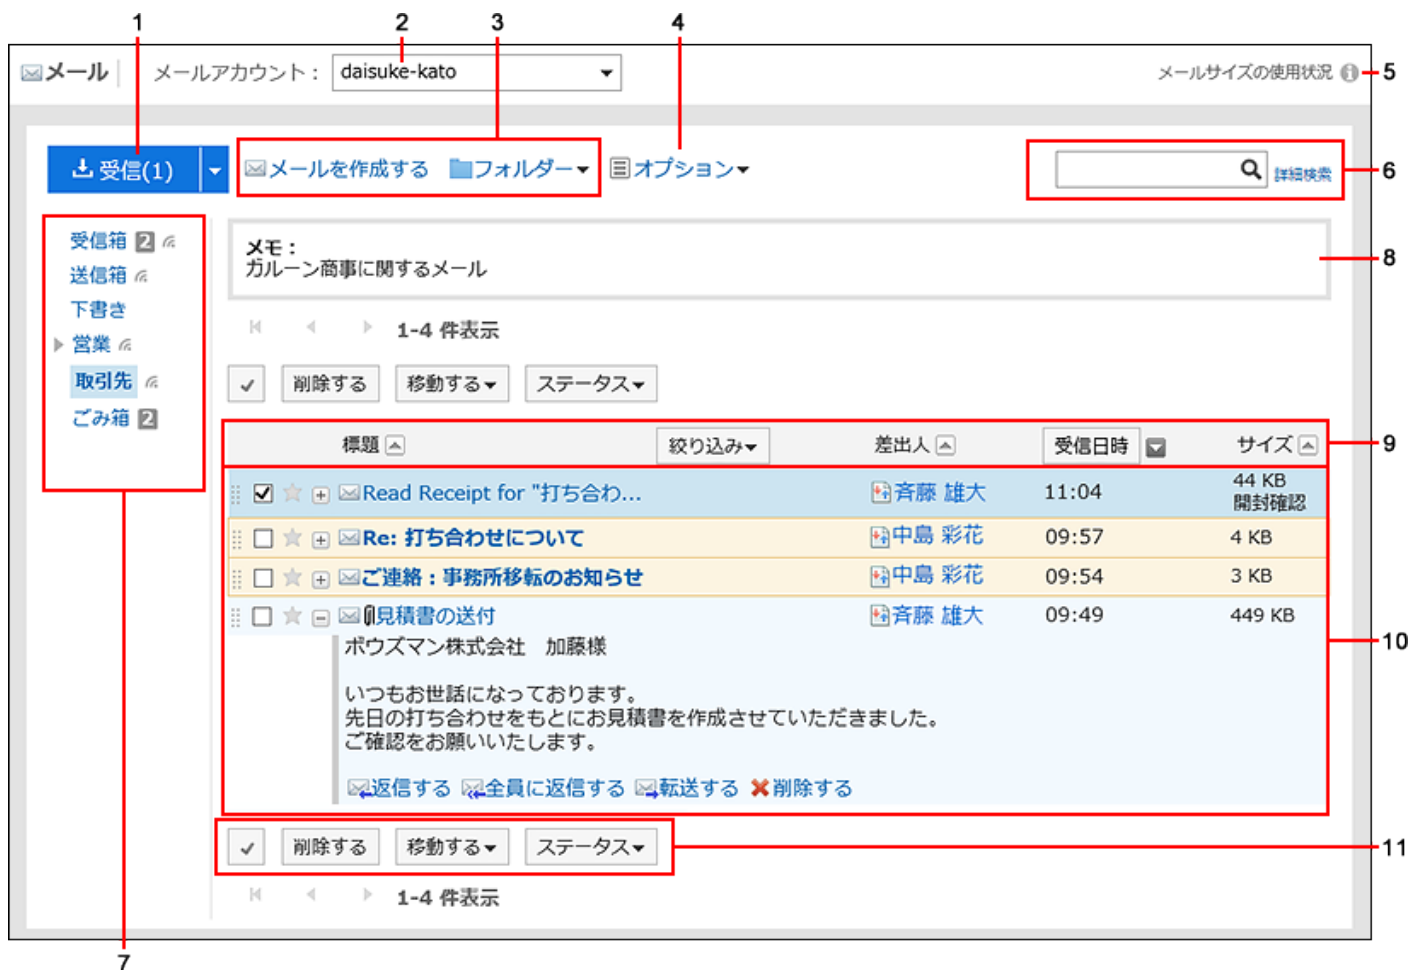 1 2 3 4
メール メールアカウント： daisuke-kato メールサイズの使用状況 5
受信(1) メールを作成する フォルダー オプション 詳細検索 6
受信箱 2
送信箱
下書き
営業
取引先
ごみ箱 2
7
メモ：
ガルーン商事に関するメール
8
1-4 件表示
削除する 移動する ステータス
標題 絞り込み 差出人 受信日時 サイズ 9
Read Receipt for "打ち合わ... 斉藤 雄大 11:04 44 KB
開封確認
Re: 打ち合わせについて 中島 彩花 09:57 4 KB
ご連絡：事務所移転のお知らせ 中島 彩花 09:54 3 KB
見積書の送付 斉藤 雄大 09:49 449 KB
10
ボウズマン株式会社　加藤様
いつもお世話になっております。
先日の打ち合わせをもとにお見積書を作成させていただきました。
ご確認をお願いいたします。
返信する 全員に返信する 転送する 削除する
削除する 移動する ステータス 11
1-4 件表示